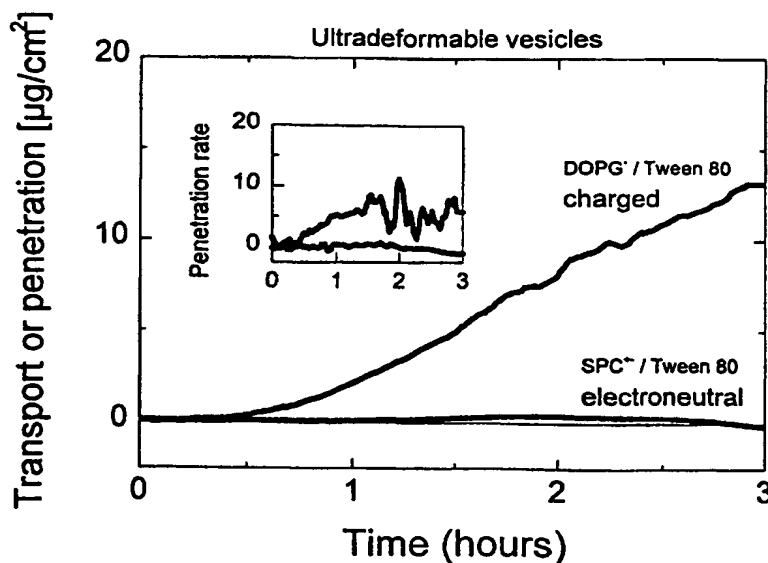 Ultradeformable vesicles
Transport or penetration [µg/cm²]
20
10
0
Penetration rate
20
10
0
0 1 2 3
DOPG⁻ / Tween 80
charged
SPC⁺⁻ / Tween 80
electroneutral
0 1 2 3
Time (hours)